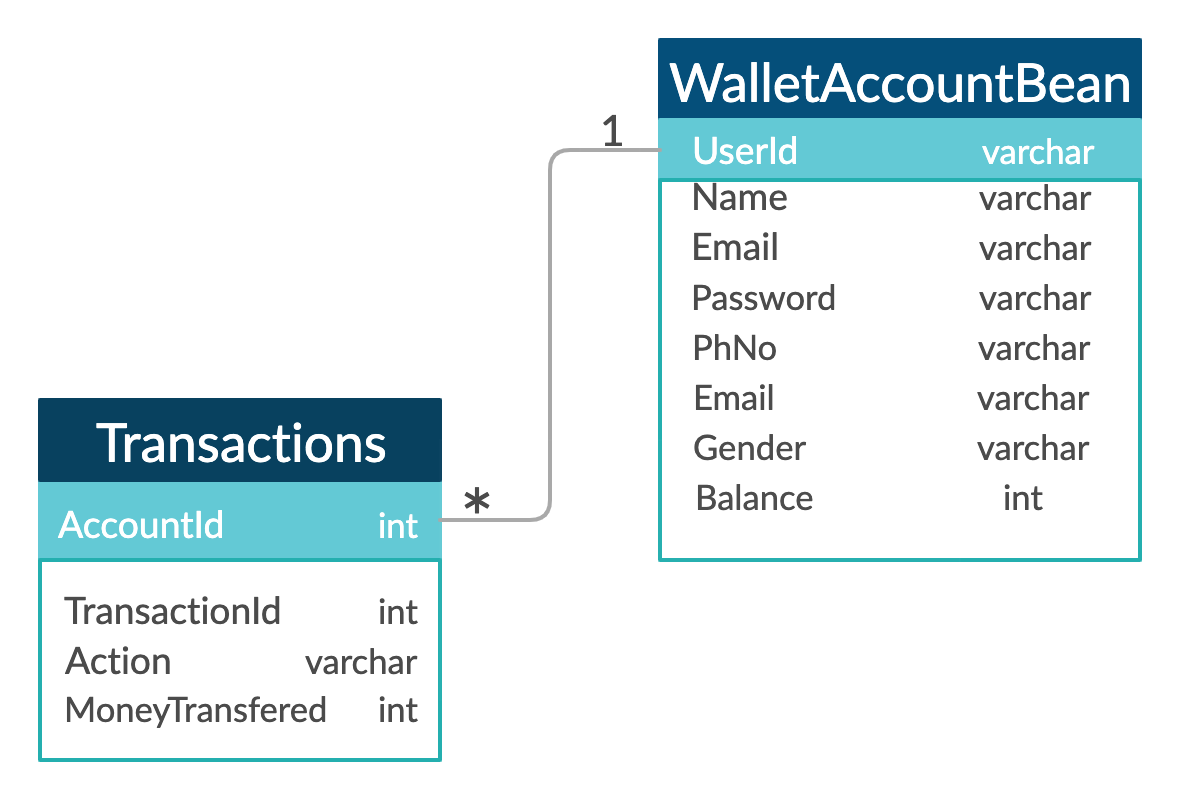 WalletAccountBean
1
UserId varchar
Name varchar
Email varchar
Password varchar
PhNo varchar
Email varchar
Gender varchar
Balance int
Transactions
*
AccountId int
TransactionId int
Action varchar
MoneyTransfered int